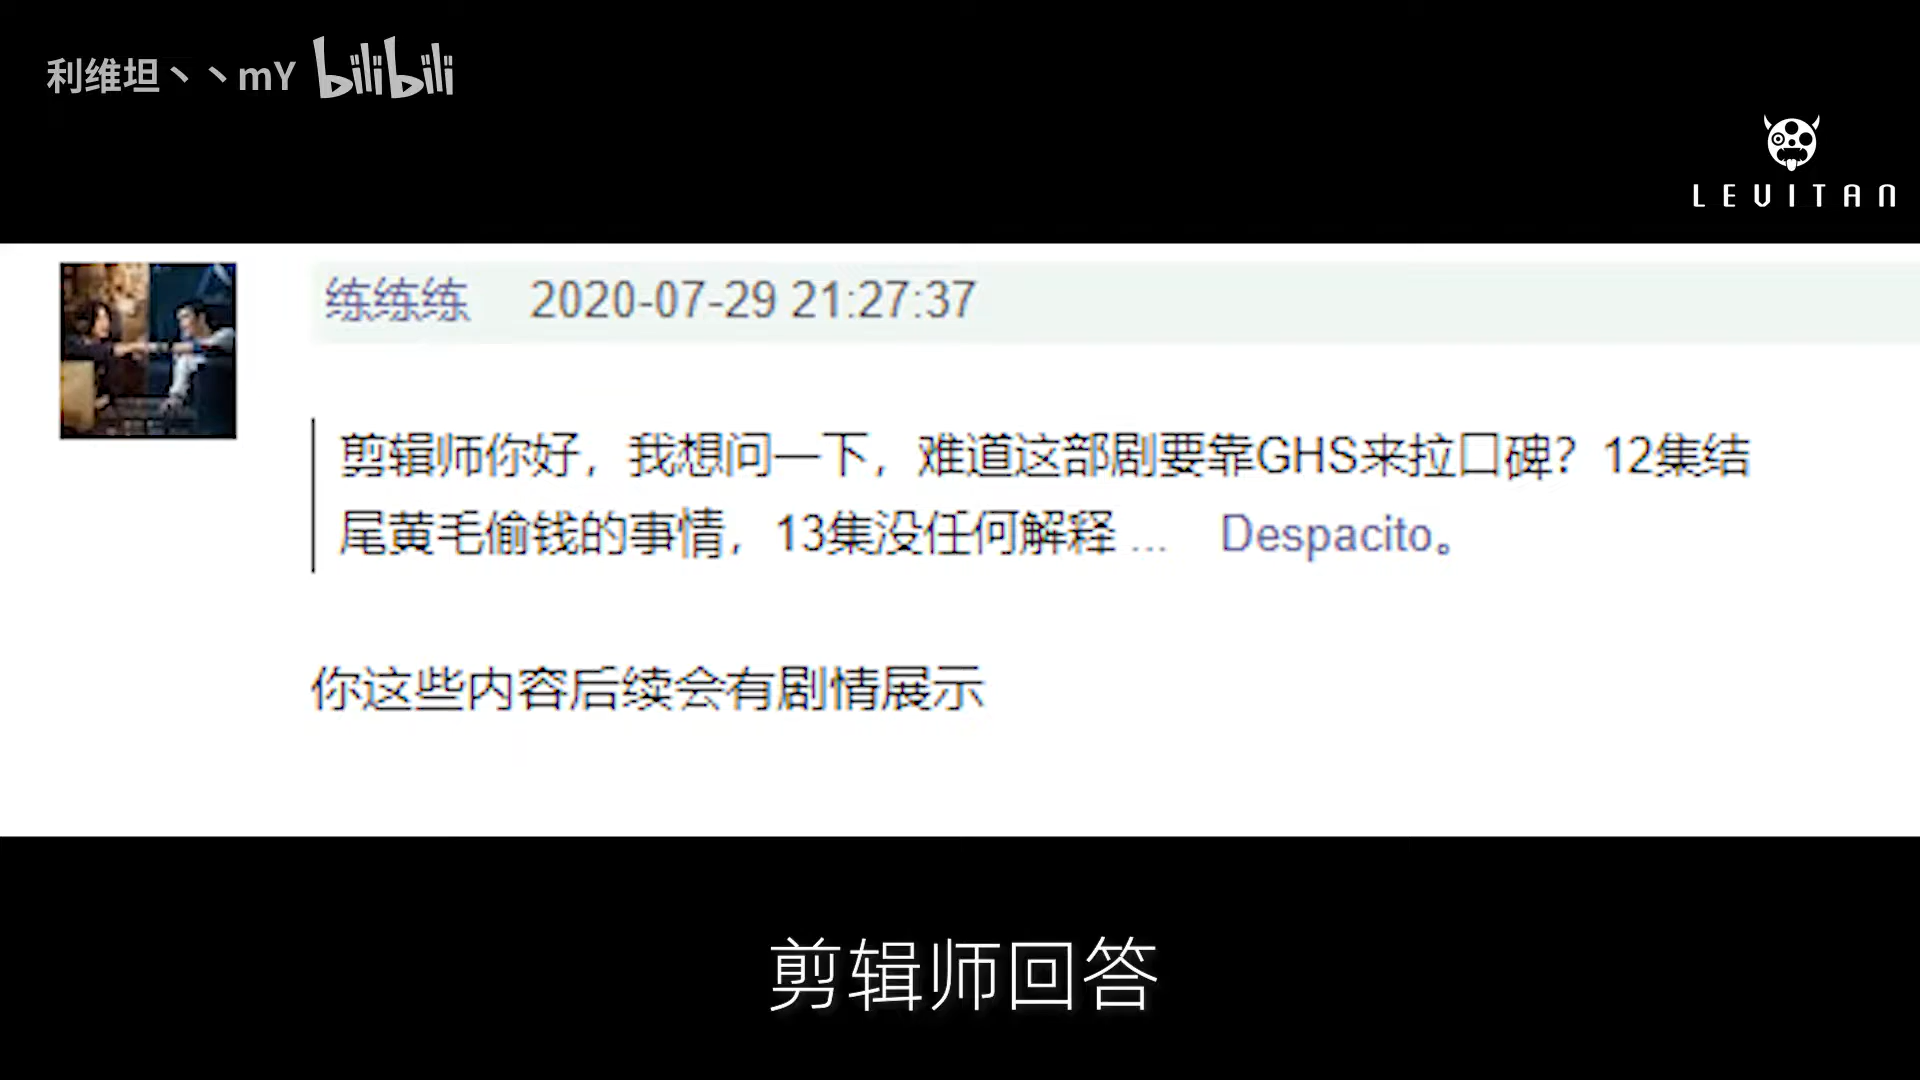 利维坦丶丶mY bilibili
LEVITAN
练练练 2020-07-29 21:27:37
剪辑师你好，我想问一下，难道这部剧要靠GHS来拉口碑？12集结
尾黄毛偷钱的事情，13集没任何解释 ... Despacito。
你这些内容后续会有剧情展示
剪辑师回答